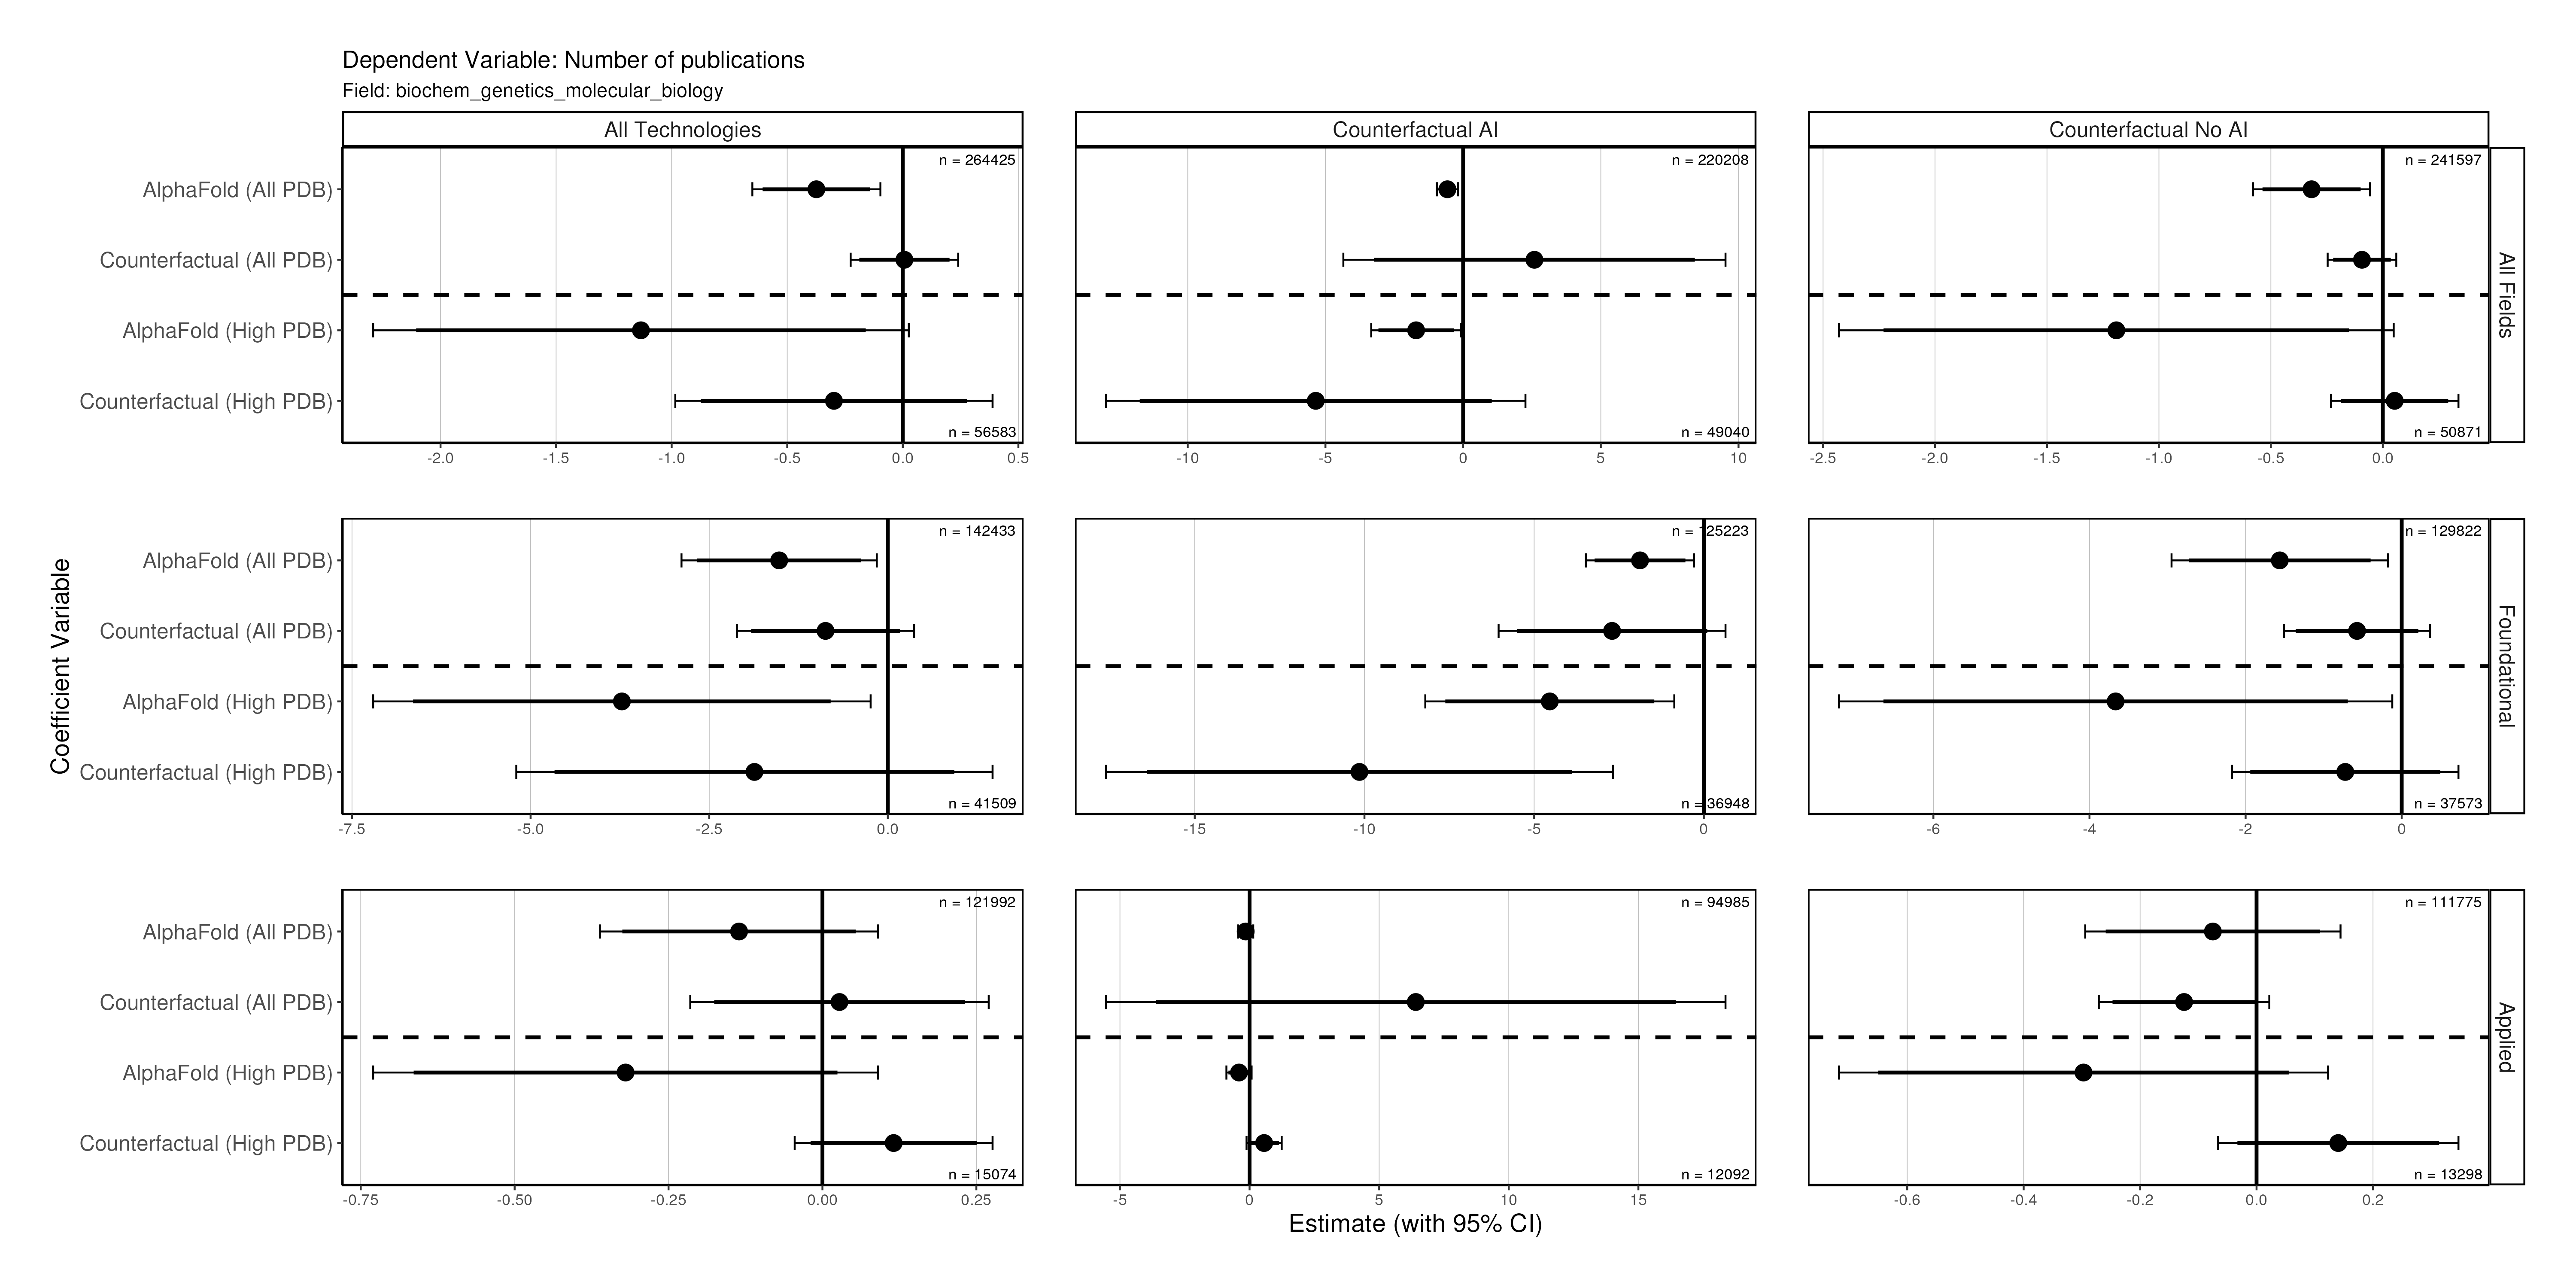 Dependent Variable: Number of publications
Field: biochem_genetics_molecular_biology
All Technologies
Counterfactual AI
Counterfactual No AI
AlphaFold (All PDB)
Counterfactual (All PDB)
AlphaFold (High PDB)
Counterfactual (High PDB)
n = 264425
n = 56583
-2.0 -1.5 -1.0 -0.5 0.0 0.5
n = 220208
n = 49040
-10 -5 0 5 10
n = 241597
n = 50871
-2.5 -2.0 -1.5 -1.0 -0.5 0.0
All Fields
Coefficient Variable
AlphaFold (All PDB)
Counterfactual (All PDB)
AlphaFold (High PDB)
Counterfactual (High PDB)
n = 142433
n = 41509
-7.5 -5.0 -2.5 0.0
n = 125223
n = 36948
-15 -10 -5 0
n = 129822
n = 37573
-6 -4 -2 0
Foundational
AlphaFold (All PDB)
Counterfactual (All PDB)
AlphaFold (High PDB)
Counterfactual (High PDB)
n = 121992
n = 15074
-0.75 -0.50 -0.25 0.00 0.25
n = 94985
n = 12092
-5 0 5 10 15
n = 111775
n = 13298
-0.6 -0.4 -0.2 0.0 0.2
Applied
Estimate (with 95% CI)